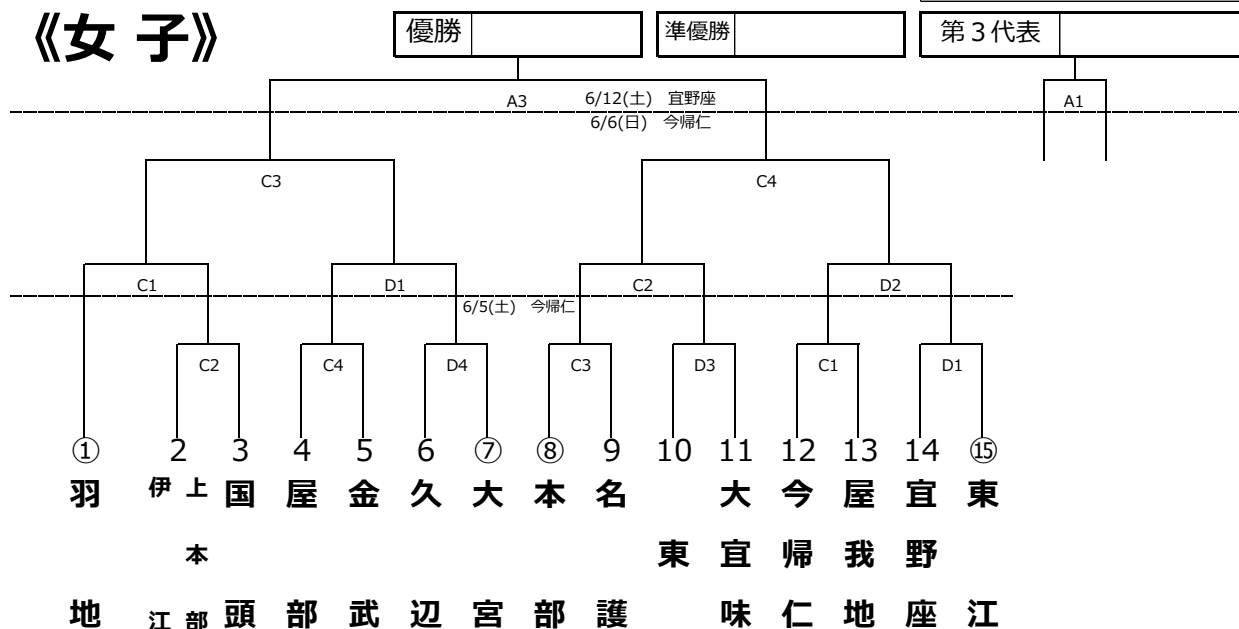 《女 子》
優勝
準優勝
第３代表
A3
6/12(土) 宜野座
A1
6/6(日) 今帰仁
C3
C4
C1
D1
C2
D2
6/5(土) 今帰仁
C2
C4
D4
C3
D3
C1
D1
① 2 3 4 5 6 ⑦ ⑧ 9 10 11 12 13 14 ⑮
羽地
伊江
上本部
国頭
屋部
金武
久辺
大宮
本部
名護
東
大宜味
今帰仁
屋我地
宜野座
東江